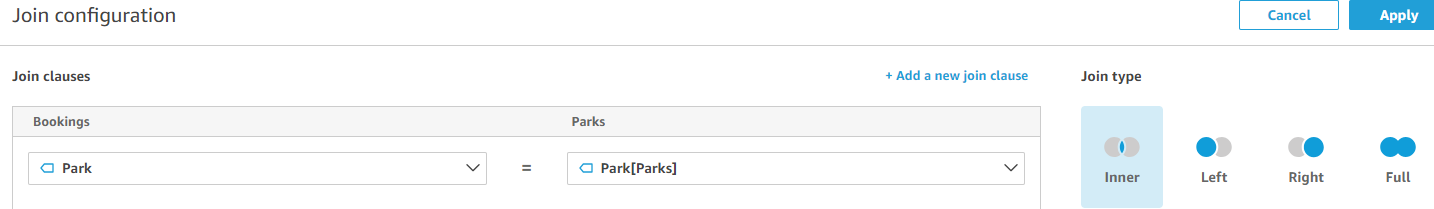 Join configuration
Cancel
Apply
Join clauses
+ Add a new join clause
Join type
Bookings
Parks
Park
=
Park[Parks]
Inner
Left
Right
Full